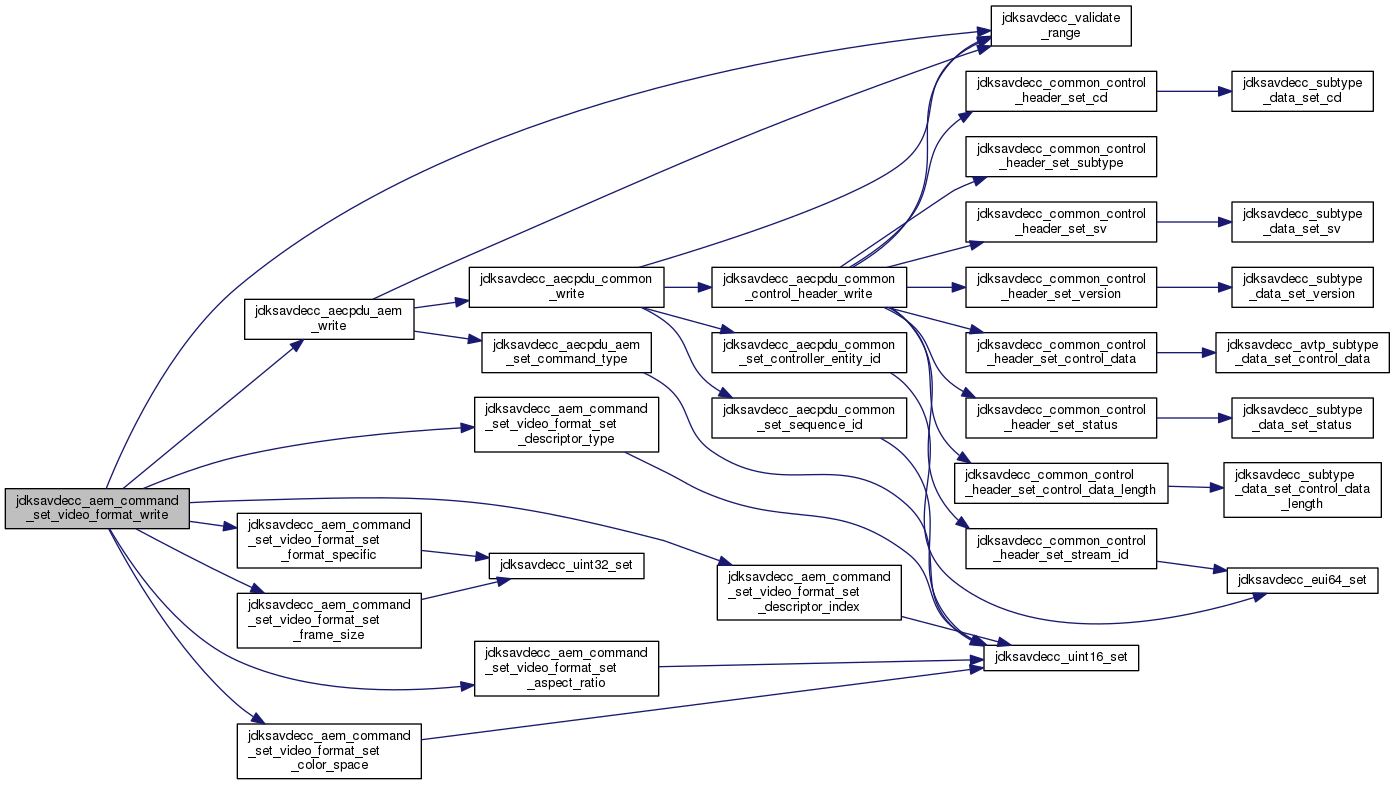 jdksavdecc_validate
_range
jdksavdecc_common_control
_header_set_cd
jdksavdecc_subtype
_data_set_cd
jdksavdecc_common_control
_header_set_subtype
jdksavdecc_common_control
_header_set_sv
jdksavdecc_subtype
_data_set_sv
jdksavdecc_aecpdu_common
_write
jdksavdecc_aecpdu_common
_control_header_write
jdksavdecc_common_control
_header_set_version
jdksavdecc_subtype
_data_set_version
jdksavdecc_aecpdu_aem
_write
jdksavdecc_aecpdu_aem
_set_command_type
jdksavdecc_aecpdu_common
_set_controller_entity_id
jdksavdecc_common_control
_header_set_control_data
jdksavdecc_avtp_subtype
_data_set_control_data
jdksavdecc_aem_command
_set_video_format_set
_descriptor_type
jdksavdecc_aecpdu_common
_set_sequence_id
jdksavdecc_common_control
_header_set_status
jdksavdecc_subtype
_data_set_status
jdksavdecc_common_control
_header_set_control_data_length
jdksavdecc_subtype
_data_set_control_data
_length
jdksavdecc_aem_command
_set_video_format_write
jdksavdecc_aem_command
_set_video_format_set
_format_specific
jdksavdecc_uint32_set
jdksavdecc_common_control
_header_set_stream_id
jdksavdecc_eui64_set
jdksavdecc_aem_command
_set_video_format_set
_descriptor_index
jdksavdecc_aem_command
_set_video_format_set
_frame_size
jdksavdecc_aem_command
_set_video_format_set
_aspect_ratio
jdksavdecc_uint16_set
jdksavdecc_aem_command
_set_video_format_set
_color_space